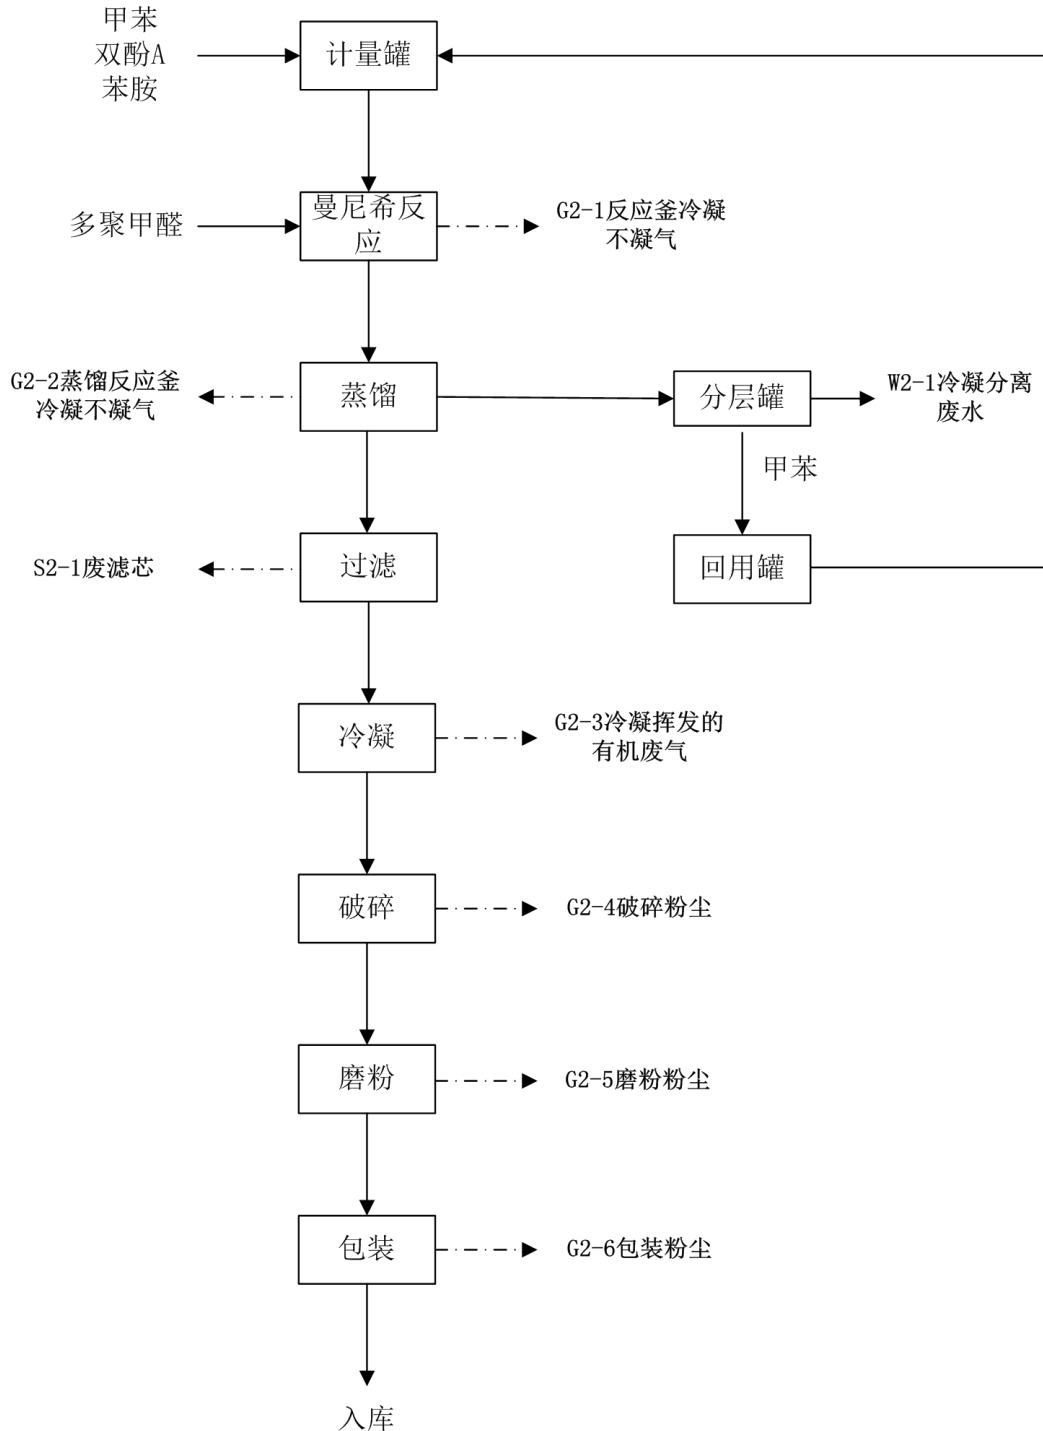 甲苯
双酚A
苯胺
计量罐
多聚甲醛
曼尼希反
应
G2-1反应釜冷凝
不凝气
G2-2蒸馏反应釜
冷凝不凝气
蒸馏
分层罐
W2-1冷凝分离
废水
甲苯
S2-1废滤芯
过滤
回用罐
冷凝
G2-3冷凝挥发的
有机废气
破碎
G2-4破碎粉尘
磨粉
G2-5磨粉粉尘
包装
G2-6包装粉尘
入库